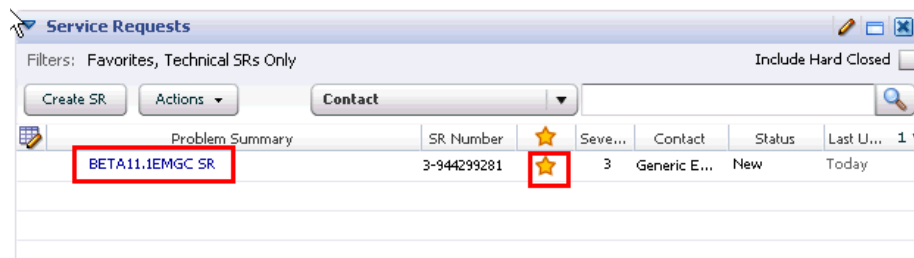 Service Requests
Filters: Favorites, Technical SRs Only Include Hard Closed
Create SR Actions Contact
Problem Summary SR Number Seve... Contact Status Last U... 1
BETA11.1EMGC SR 3-944299281 3 Generic E... New Today